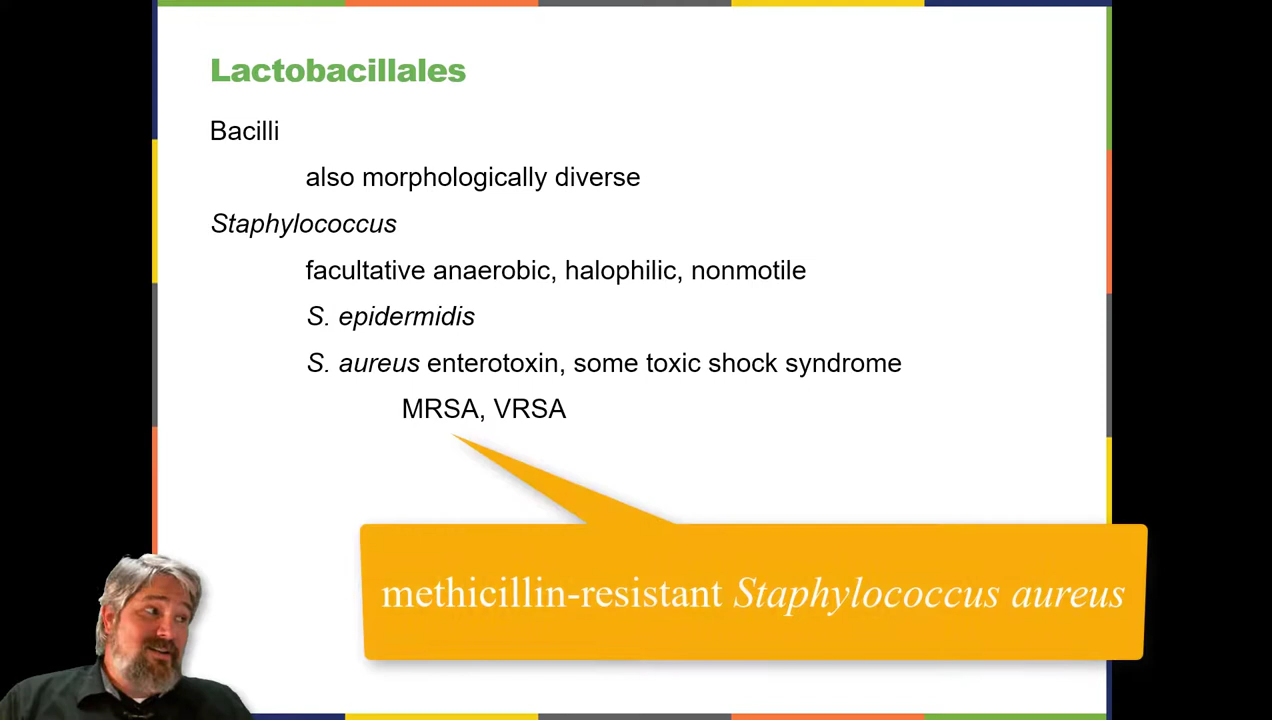 Lactobacillales
Bacilli
also morphologically diverse
Staphylococcus
facultative anaerobic, halophilic, nonmotile
S. epidermidis
S. aureus enterotoxin, some toxic shock syndrome
MRSA, VRSA
methicillin-resistant Staphylococcus aureus